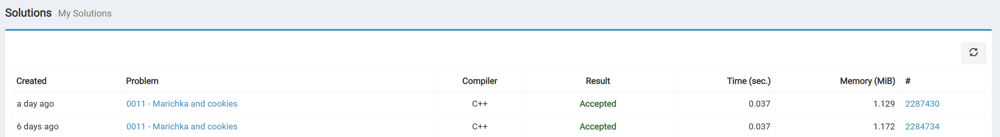 Solutions My Solutions
Created Problem Compiler Result Time (sec.) Memory (MiB) #
a day ago 0011 - Marichka and cookies C++ Accepted 0.037 1.129 2287430
6 days ago 0011 - Marichka and cookies C++ Accepted 0.037 1.172 2284734